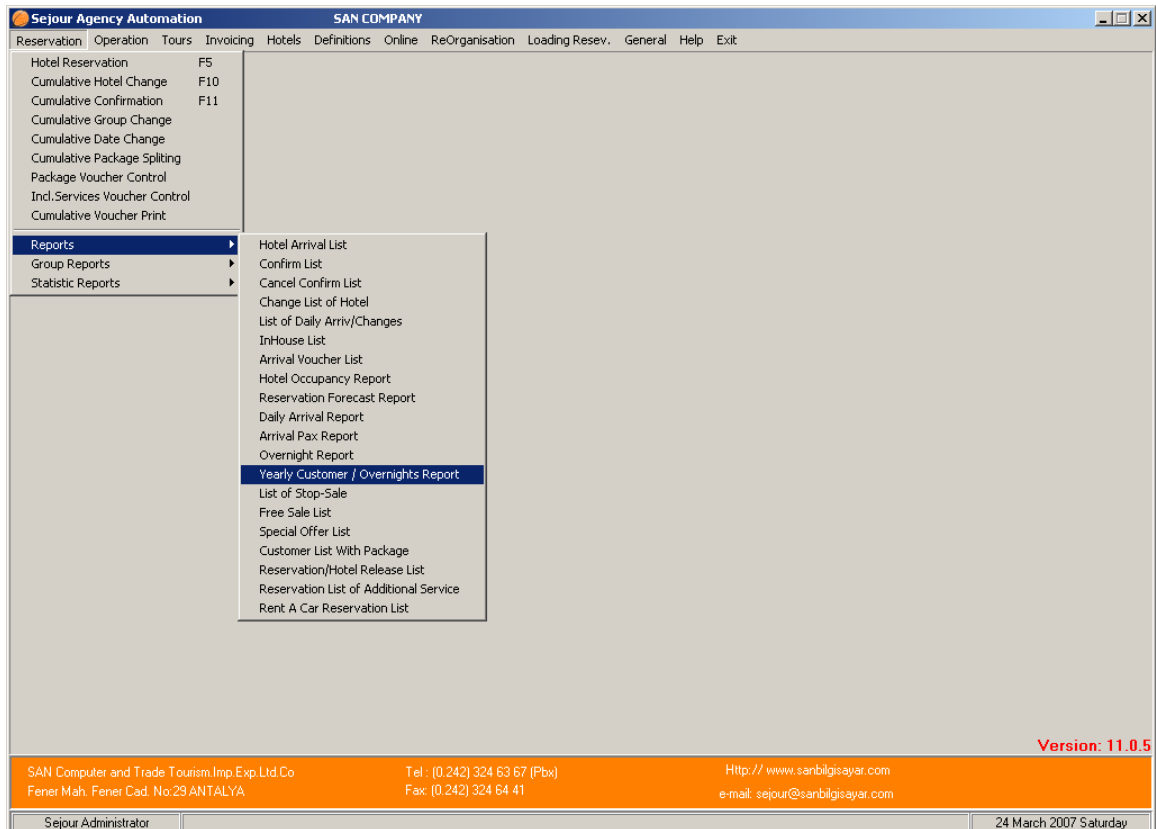 Sejour Agency Automation SAN COMPANY
Reservation Operation Tours Invoicing Hotels Definitions Online ReOrganisation Loading Resev. General Help Exit
Hotel Reservation F5
Cumulative Hotel Change F10
Cumulative Confirmation F11
Cumulative Group Change
Cumulative Date Change
Cumulative Package Spliting
Package Voucher Control
Incl.Services Voucher Control
Cumulative Voucher Print
Reports
Group Reports
Statistic Reports
Hotel Arrival List
Confirm List
Cancel Confirm List
Change List of Hotel
List of Daily Arriv/Changes
InHouse List
Arrival Voucher List
Hotel Occupancy Report
Reservation Forecast Report
Daily Arrival Report
Arrival Pax Report
Overnight Report
Yearly Customer / Overnights Report
List of Stop-Sale
Free Sale List
Special Offer List
Customer List With Package
Reservation/Hotel Release List
Reservation List of Additional Service
Rent A Car Reservation List
Version: 11.0.5
SAN Computer and Trade Tourism.Imp.Exp.Ltd.Co Tel : (0.242) 324 63 67 (Pbx) Http:// www.sanbilgisayar.com
Fener Mah. Fener Cad. No:29 ANTALYA Fax: (0.242) 324 64 41 e-mail: sejour@sanbilgisayar.com
Sejour Administrator 24 March 2007 Saturday